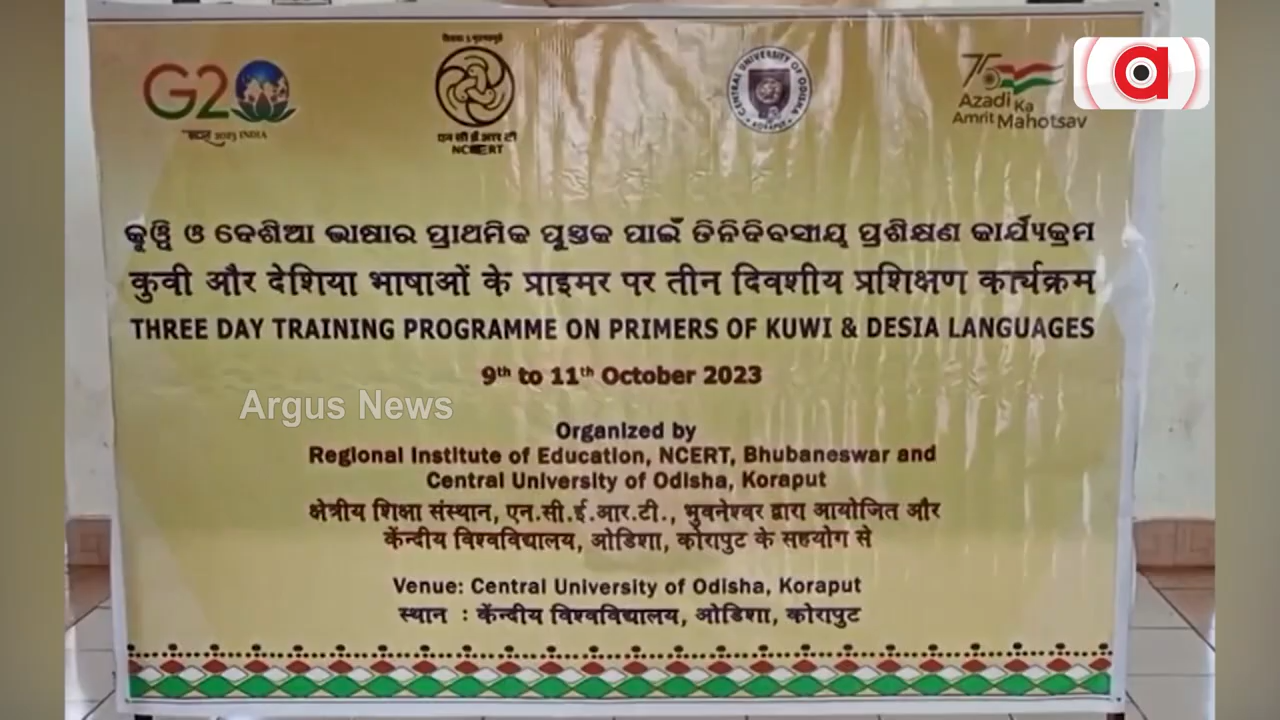 G20
2023 INDIA
एन सी ई आर टी
NCERT
CENTRAL UNIVERSITY OF ODISHA
KORAPUT
75
Azadi Ka
Amrit Mahotsav
a
କୁୱି ଓ ଦେଶିଆ ଭାଷାର ପ୍ରାଥମିକ ପୁସ୍ତକ ପାଇଁ ତିନିଦିବସୀୟ ପ୍ରଶିକ୍ଷଣ କାର୍ଯ୍ୟକ୍ରମ
कुवी और देशिया भाषाओं के प्राइमर पर तीन दिवशीय प्रशिक्षण कार्यक्रम
THREE DAY TRAINING PROGRAMME ON PRIMERS OF KUWI & DESIA LANGUAGES
9th to 11th October 2023
Argus News
Organized by
Regional Institute of Education, NCERT, Bhubaneswar and
Central University of Odisha, Koraput
क्षेत्रीय शिक्षा संस्थान, एन.सी.ई.आर.टी., भुवनेश्वर द्वारा आयोजित और
केंन्दीय विश्वविद्यालय, ओडिशा, कोरापुट के सहयोग से
Venue: Central University of Odisha, Koraput
स्थान : केंन्दीय विश्वविद्यालय, ओडिशा, कोरापुट